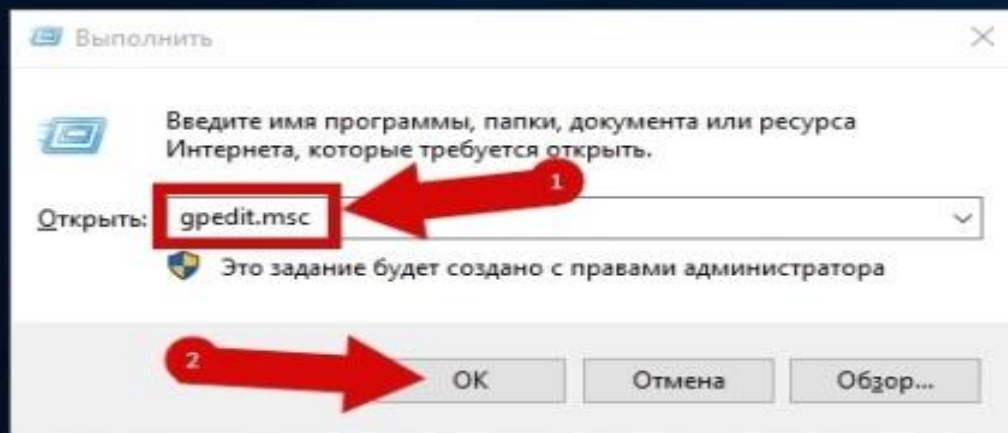 Выполнить
Введите имя программы, папки, документа или ресурса
Интернета, которые требуется открыть.
1
Открыть: gpedit.msc
Это задание будет создано с правами администратора
2
OK Отмена Обзор...